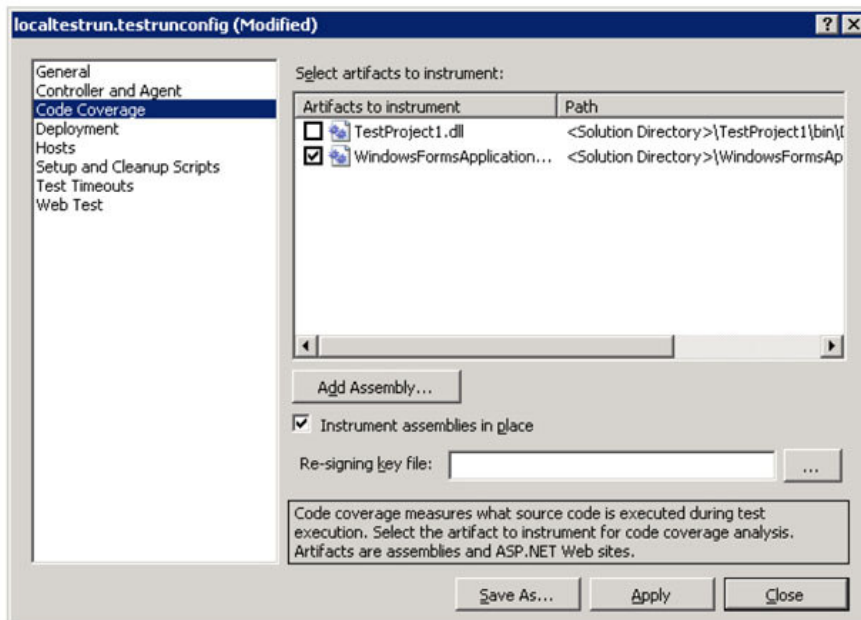 localtestrun.testrunconfig (Modified)
General
Controller and Agent
Code Coverage
Deployment
Hosts
Setup and Cleanup Scripts
Test Timeouts
Web Test
Select artifacts to instrument:
Artifacts to instrument Path
TestProject1.dll <Solution Directory>\TestProject1\bin\D
WindowsFormsApplication... <Solution Directory>\WindowsFormsAp
Add Assembly...
Instrument assemblies in place
Re-signing key file:
...
Code coverage measures what source code is executed during test
execution. Select the artifact to instrument for code coverage analysis.
Artifacts are assemblies and ASP.NET Web sites.
Save As... Apply Close